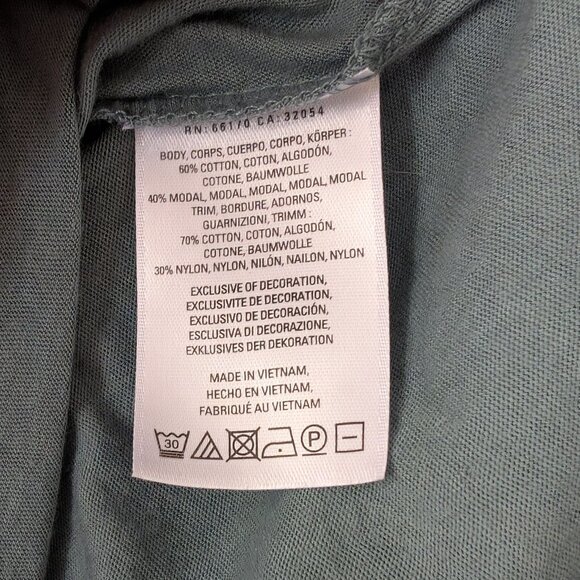 RN: 66170 CA: 32054
BODY, CORPS, CUERPO, CORPO, KÖRPER :
60% COTTON, COTON, ALGODÓN,
COTONE, BAUMWOLLE
40% MODAL, MODAL, MODAL, MODAL, MODAL
TRIM, BORDURE, ADORNOS,
GUARNIZIONI, TRIMM :
70% COTTON, COTON, ALGODÓN,
COTONE, BAUMWOLLE
30% NYLON, NYLON, NILÓN, NAILON, NYLON
EXCLUSIVE OF DECORATION
EXCLUSIVITE DE DECORATION
EXCLUSIVO DE DECORACIÓN
ESCLUSIVA DI DECORAZIONE,
EXKLUSIVES DER DEKORATION
MADE IN VIETNAM,
HECHO EN VIETNAM,
FABRIQUÉ AU VIETNAM
30 P